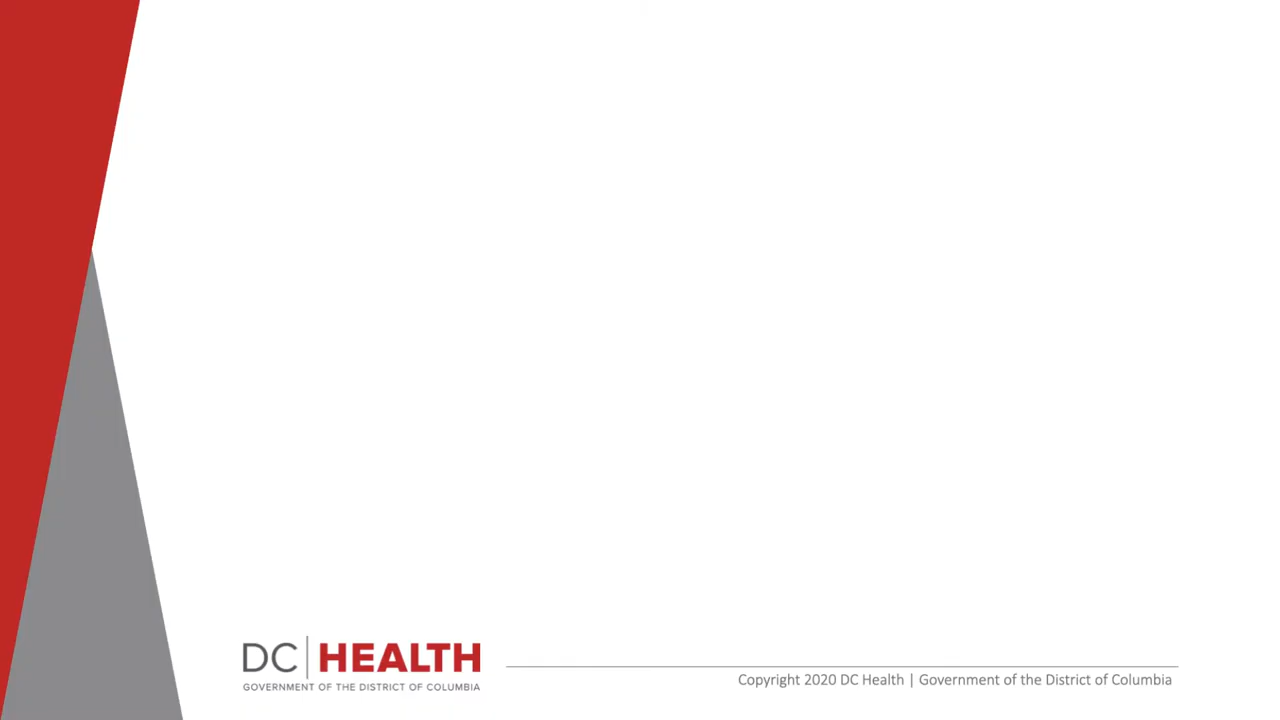 DC HEALTH
GOVERNMENT OF THE DISTRICT OF COLUMBIA
Copyright 2020 DC Health | Government of the District of Columbia